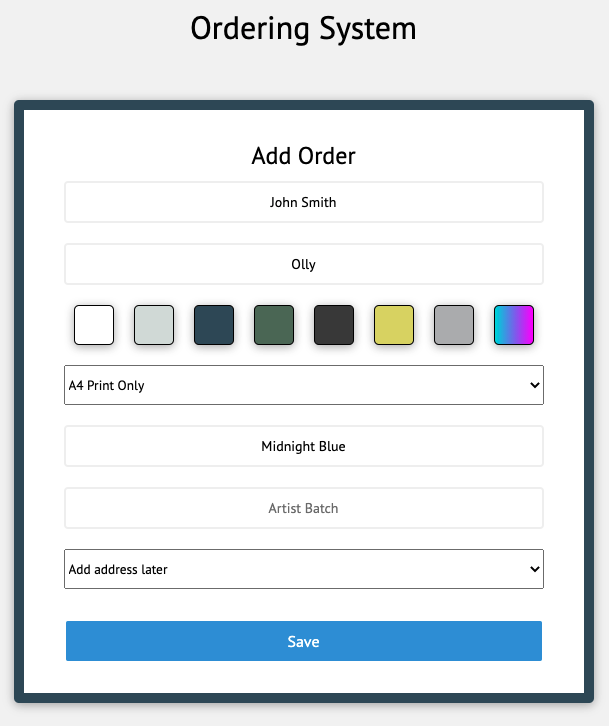 Ordering System
Add Order
John Smith
Olly
A4 Print Only
Midnight Blue
Artist Batch
Add address later
Save